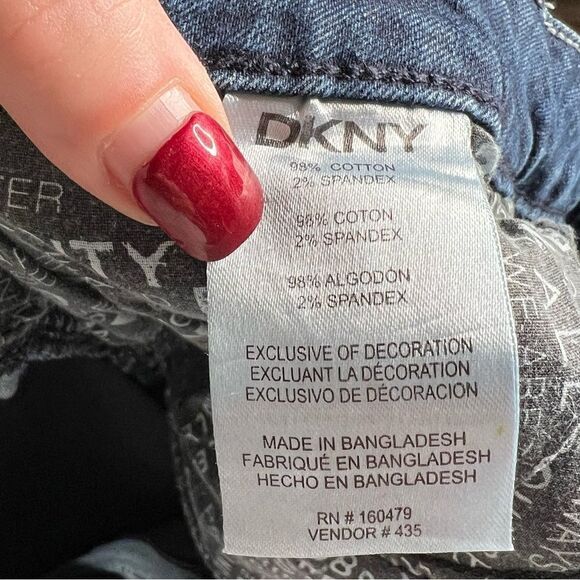 DKNY
98% COTTON
2% SPANDEX
98% COTON
2% SPANDEX
98% ALGODÓN
2% SPANDEX
EXCLUSIVE OF DECORATION
EXCLUANT LA DÉCORATION
EXCLUSIVO DE DECORACIÓN
MADE IN BANGLADESH
FABRIQUÉ EN BANGLADESH
HECHO EN BANGLADESH
RN # 160479
VENDOR # 435